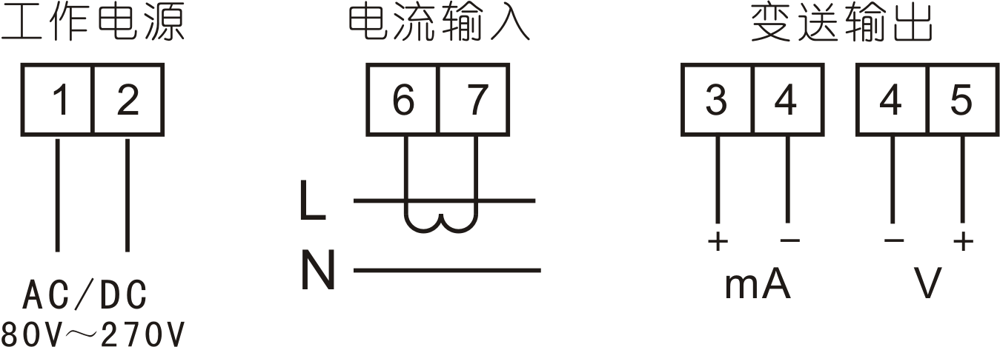 工作电源
1 2
AC/DC
80V～270V
电流输入
6 7
L
N
变送输出
3 4
+ −
mA
4 5
− +
V